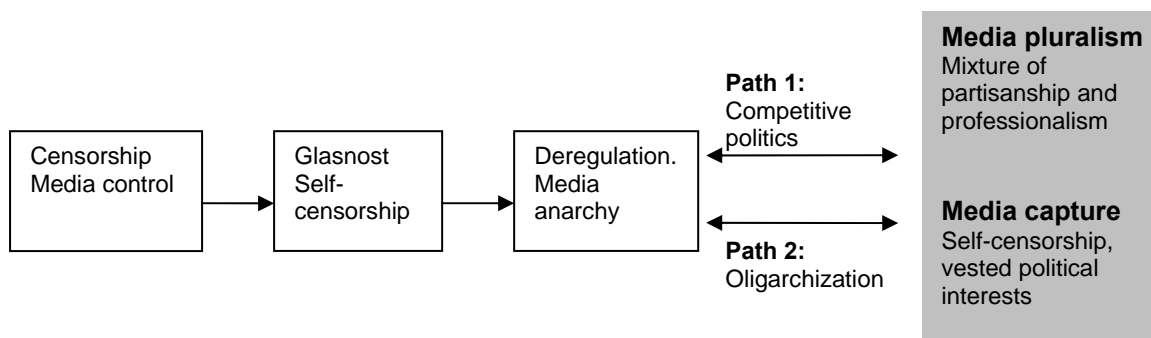 Censorship
Media control
Glasnost
Self-
censorship
Deregulation.
Media
anarchy
Path 1:
Competitive
politics
Path 2:
Oligarchization
Media pluralism
Mixture of
partisanship and
professionalism
Media capture
Self-censorship,
vested political
interests